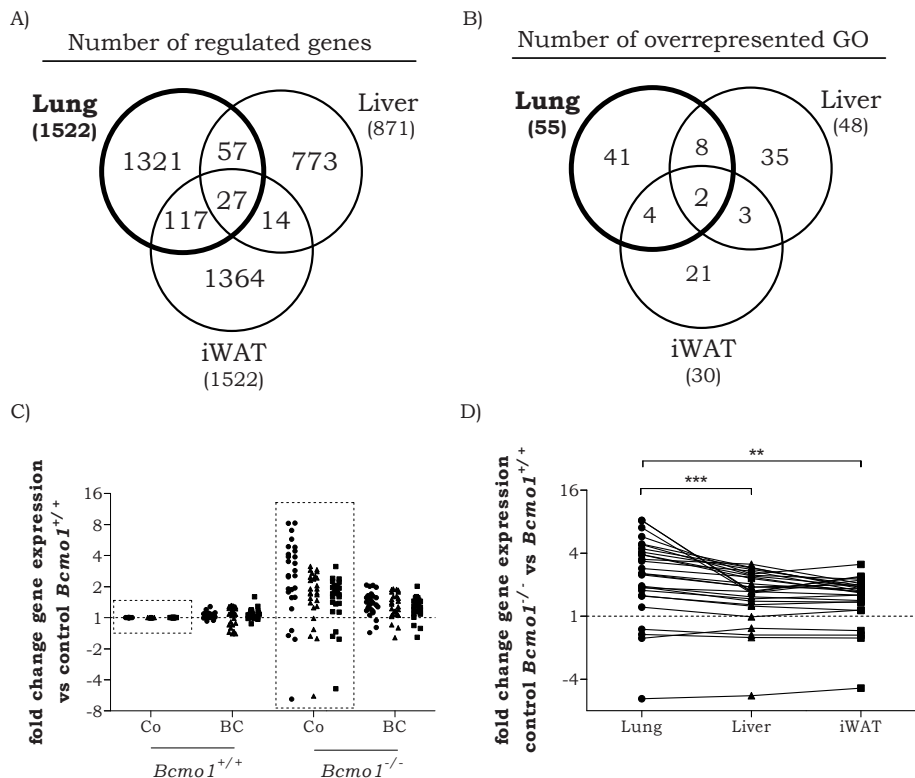 A)
Number of regulated genes
Lung
(1522)
Liver
(871)
1321
57
773
27
117
14
1364
iWAT
(1522)
B)
Number of overrepresented GO
Lung
(55)
Liver
(48)
41
8
35
2
4
3
21
iWAT
(30)
C)
fold change gene expression
vs control Bcmo1+/+
16
8
4
2
1
-2
-4
-8
Co
BC
Co
BC
Bcmo1+/+
Bcmo1-/-
D)
fold change gene expression
control Bcmo1-/- vs Bcmo1+/+
**
***
16
4
1
-4
Lung
Liver
iWAT